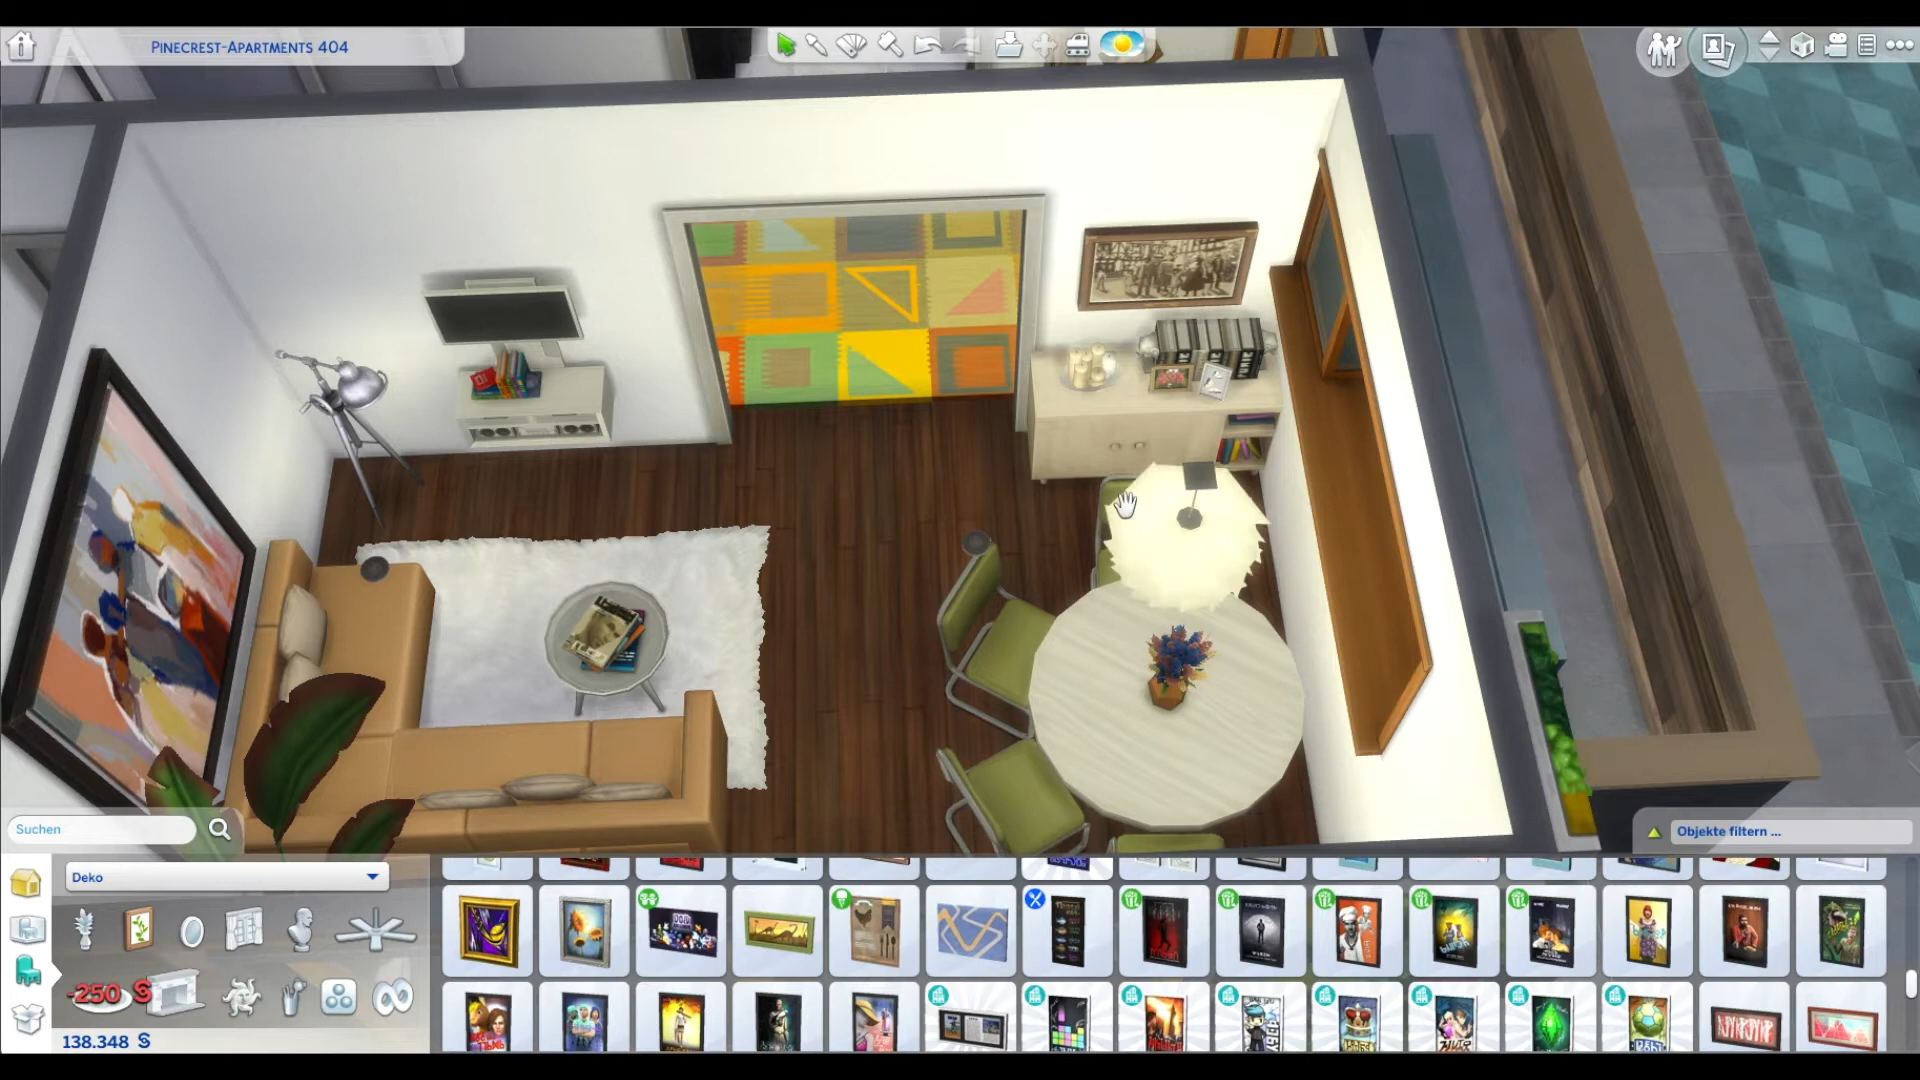 Pinecrest-Apartments 404
Suchen
Objekte filtern ...
Deko
-250
138.348